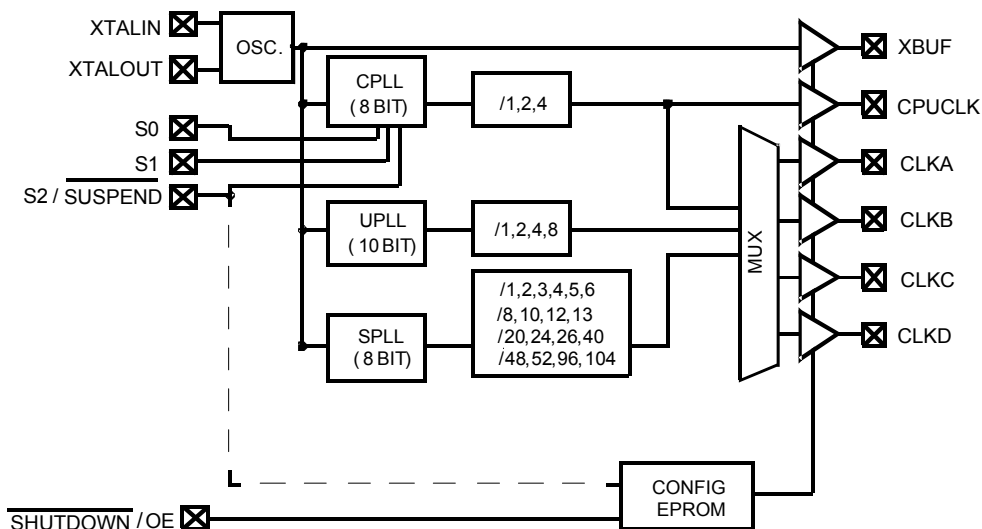 XTALIN
OSC.
XBUF
XTALOUT
CPLL
(8 BIT)
/1,2,4
CPUCLK
S0
S1
CLKA
S2 / SUSPEND
UPLL
(10 BIT)
/1,2,4,8
MUX
CLKB
CLKC
SPLL
(8 BIT)
/1,2,3,4,5,6
/8,10,12,13
/20,24,26,40
/48,52,96,104
CLKD
CONFIG
EPROM
SHUTDOWN / OE